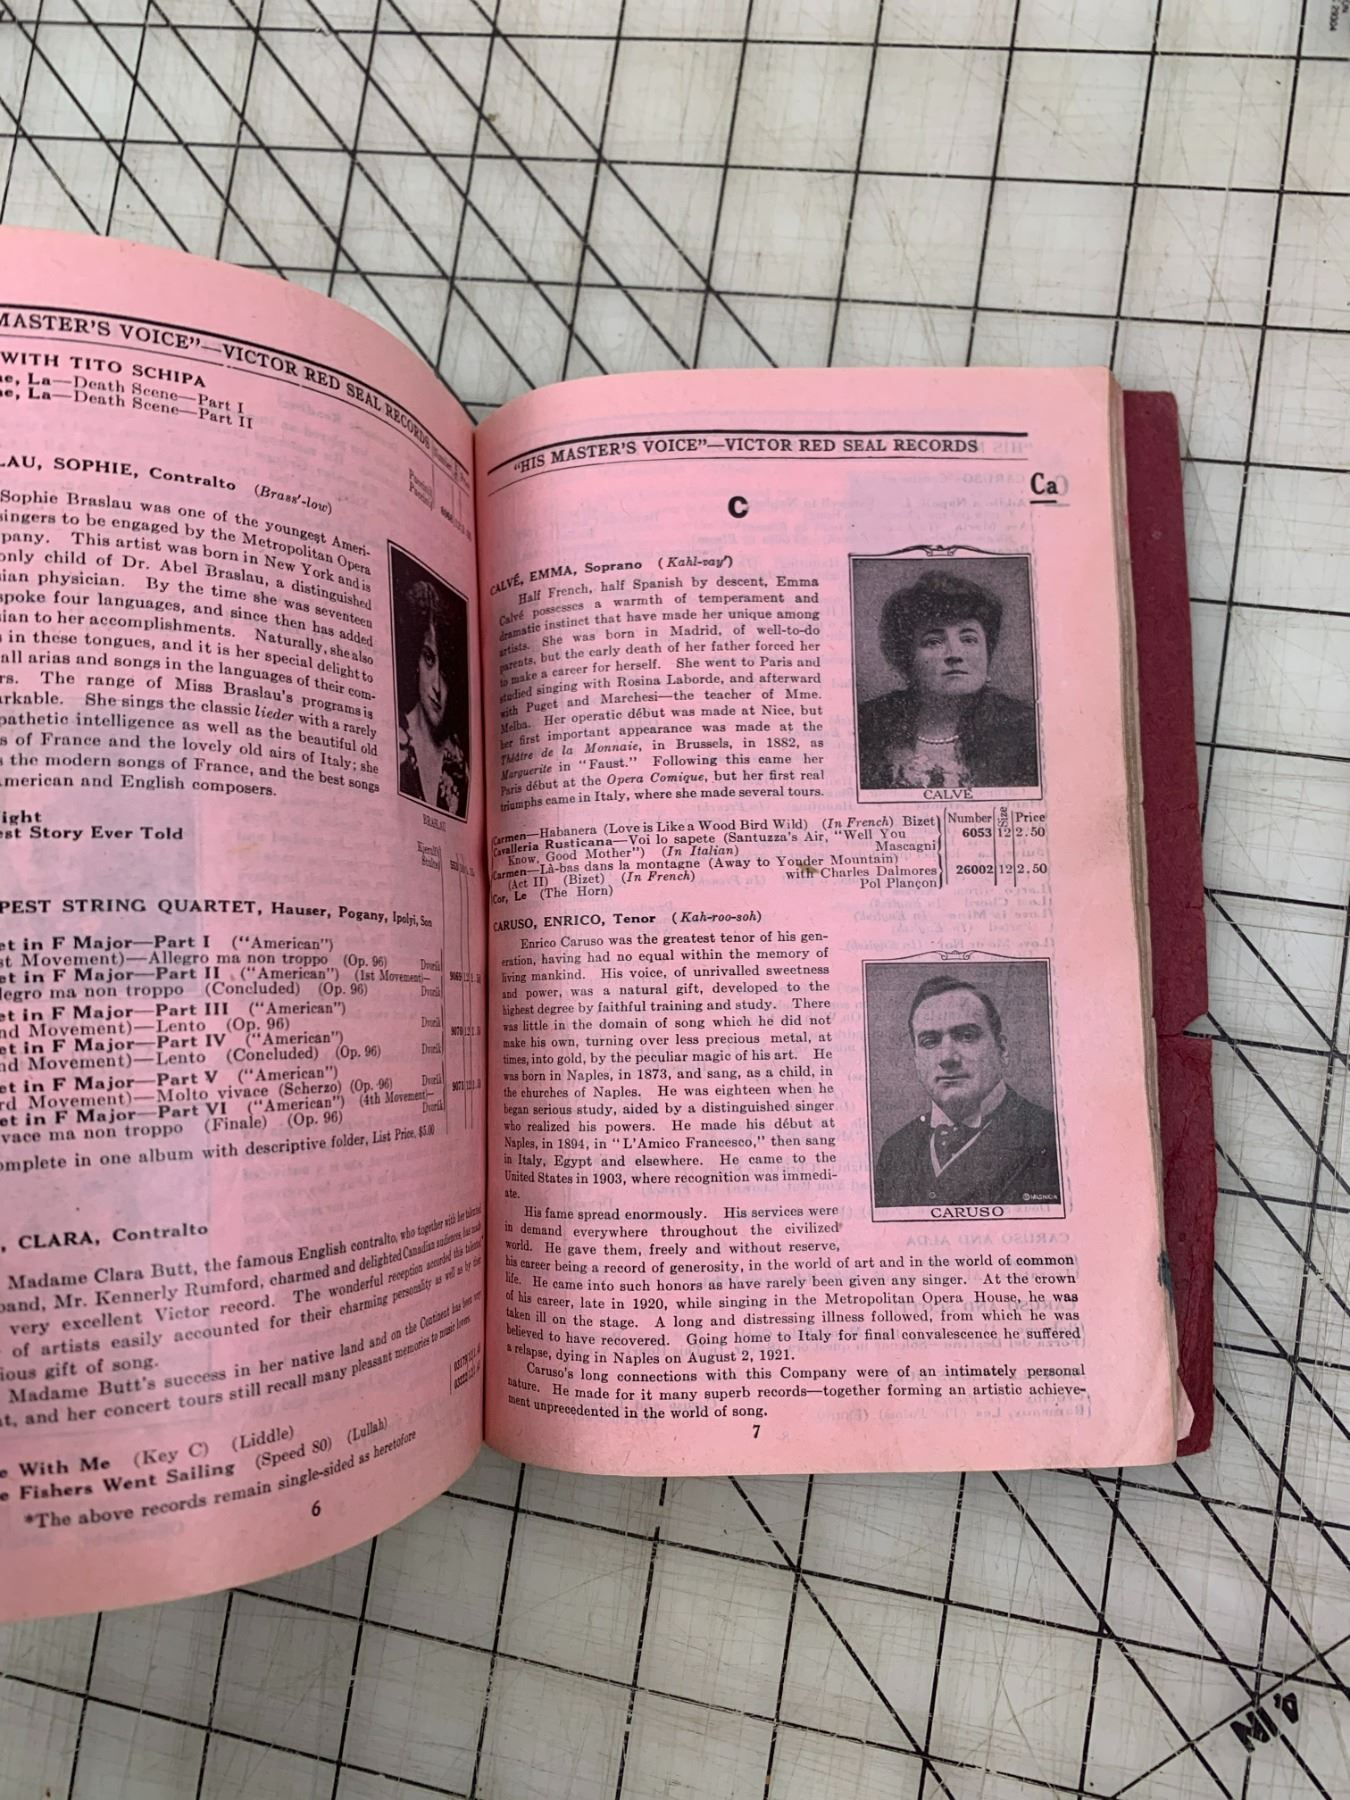 MASTER'S VOICE"—VICTOR RED SEAL RECORDS
WITH TITO SCHIPA
La—Death Scene—Part I
La—Death Scene—Part II
LAU, SOPHIE, Contralto (Brass'-low)
Sophie Braslau was one of the youngest Ameri-
singers to be engaged by the Metropolitan Opera
pany. This artist was born in New York and is
only child of Dr. Abel Braslau, a distinguished
ian physician. By the time she was seventeen
spoke four languages, and since then has added
ian to her accomplishments. Naturally, she also
s in these tongues, and it is her special delight to
all arias and songs in the languages of their com-
rs. The range of Miss Braslau's programs is
arkable. She sings the classic lieder with a rarely
pathetic intelligence as well as the beautiful old
s of France and the lovely old airs of Italy; she
s the modern songs of France, and the best songs
American and English composers.
BRASLAU
ight
est Story Ever Told
PEST STRING QUARTET, Hauser, Pogany, Ipolyi, Son
et in F Major—Part I ("American")
st Movement)—Allegro ma non troppo (Op. 96) Dvorák
et in F Major—Part II ("American") (1st Movement)—
legro ma non troppo (Concluded) (Op. 96) Dvorák
9069 12
et in F Major—Part III ("American")
nd Movement)—Lento (Op. 96) Dvorák
et in F Major—Part IV ("American")
nd Movement)—Lento (Concluded) (Op. 96) Dvorák
9070 12
et in F Major—Part V ("American")
rd Movement)—Molto vivace (Scherzo) (Op. 96) Dvorák
et in F Major—Part VI ("American") (4th Movement)—
vace ma non troppo (Finale) (Op. 96) Dvorák
9071 12
omplete in one album with descriptive folder, List Price, $5.00
, CLARA, Contralto
Madame Clara Butt, the famous English contralto, who together with her talented
band, Mr. Kennerly Rumford, charmed and delighted Canadian audiences, has made
very excellent Victor record. The wonderful reception accorded this talented
of artists easily accounted for their charming personality as well as by their
ious gift of song.
Madame Butt's success in her native land and on the Continent has been very
t, and her concert tours still recall many pleasant memories to music lovers
e With Me (Key C) (Liddle)
e Fishers Went Sailing (Speed 80) (Lullah)
*The above records remain single-sided as heretofore
6
"HIS MASTER'S VOICE"—VICTOR RED SEAL RECORDS
Ca
C
CALVÉ, EMMA, Soprano (Kahl-vay')
Half French, half Spanish by descent, Emma
Calvé possesses a warmth of temperament and
dramatic instinct that have made her unique among
artists. She was born in Madrid, of well-to-do
parents, but the early death of her father forced her
to make a career for herself. She went to Paris and
studied singing with Rosina Laborde, and afterward
with Puget and Marchesi—the teacher of Mme.
Melba. Her operatic début was made at Nice, but
her first important appearance was made at the
Théâtre de la Monnaie, in Brussels, in 1882, as
Marguerite in "Faust." Following this came her
Paris début at the Opera Comique, but her first real
triumphs came in Italy, where she made several tours.
CALVÉ
Number Size Price
Carmen—Habanera (Love is Like a Wood Bird Wild) (In French) Bizet
Cavalleria Rusticana—Voi lo sapete (Santuzza's Air, "Well You
Know, Good Mother") (In Italian) Mascagni
6053 12 2.50
Carmen—Là-bas dans la montagne (Away to Yonder Mountain)
(Act II) (Bizet) (In French) with Charles Dalmores
Cor, Le (The Horn) Pol Plançon
26002 12 2.50
CARUSO, ENRICO, Tenor (Kah-roo-soh)
Enrico Caruso was the greatest tenor of his gen-
eration, having had no equal within the memory of
living mankind. His voice, of unrivalled sweetness
and power, was a natural gift, developed to the
highest degree by faithful training and study. There
was little in the domain of song which he did not
make his own, turning over less precious metal, at
times, into gold, by the peculiar magic of his art. He
was born in Naples, in 1873, and sang, as a child, in
the churches of Naples. He was eighteen when he
began serious study, aided by a distinguished singer
who realized his powers. He made his début at
Naples, in 1894, in "L'Amico Francesco," then sang
in Italy, Egypt and elsewhere. He came to the
United States in 1903, where recognition was immedi-
ate.
©MISHKIN
CARUSO
His fame spread enormously. His services were
in demand everywhere throughout the civilized
world. He gave them, freely and without reserve,
his career being a record of generosity, in the world of art and in the world of common
life. He came into such honors as have rarely been given any singer. At the crown
of his career, late in 1920, while singing in the Metropolitan Opera House, he was
taken ill on the stage. A long and distressing illness followed, from which he was
believed to have recovered. Going home to Italy for final convalescence he suffered
a relapse, dying in Naples on August 2, 1921.
Caruso's long connections with this Company were of an intimately personal
nature. He made for it many superb records—together forming an artistic achieve-
ment unprecedented in the world of song.
7